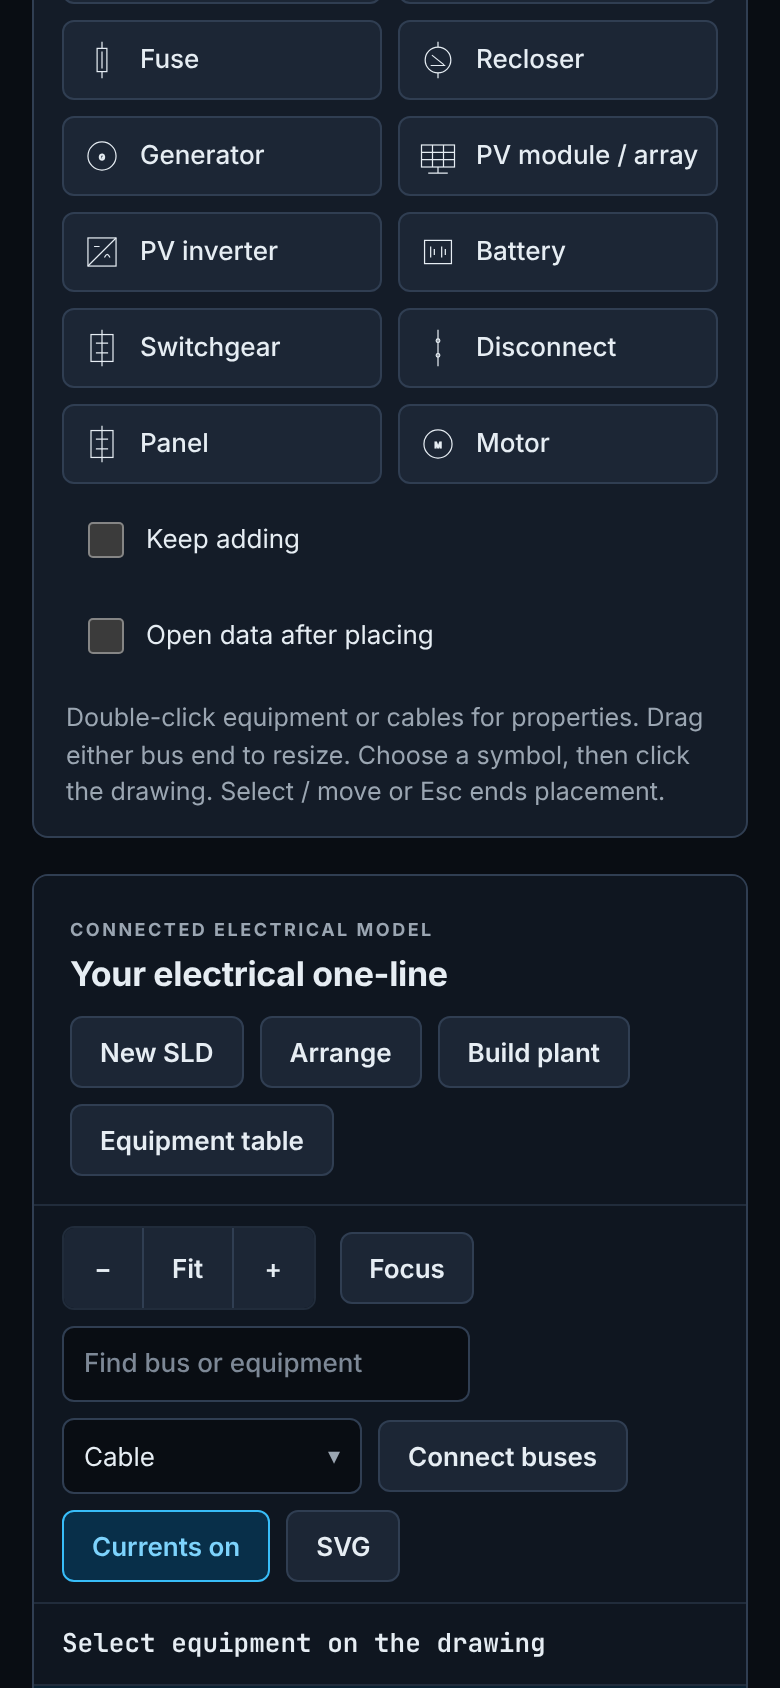 Fuse
Recloser
Generator
PV module / array
PV inverter
Battery
Switchgear
Disconnect
Panel
M Motor
Keep adding
Open data after placing
Double-click equipment or cables for properties. Drag
either bus end to resize. Choose a symbol, then click
the drawing. Select / move or Esc ends placement.
CONNECTED ELECTRICAL MODEL
Your electrical one-line
New SLD
Arrange
Build plant
Equipment table
– Fit +
Focus
Find bus or equipment
Cable ▼
Connect buses
Currents on
SVG
Select equipment on the drawing